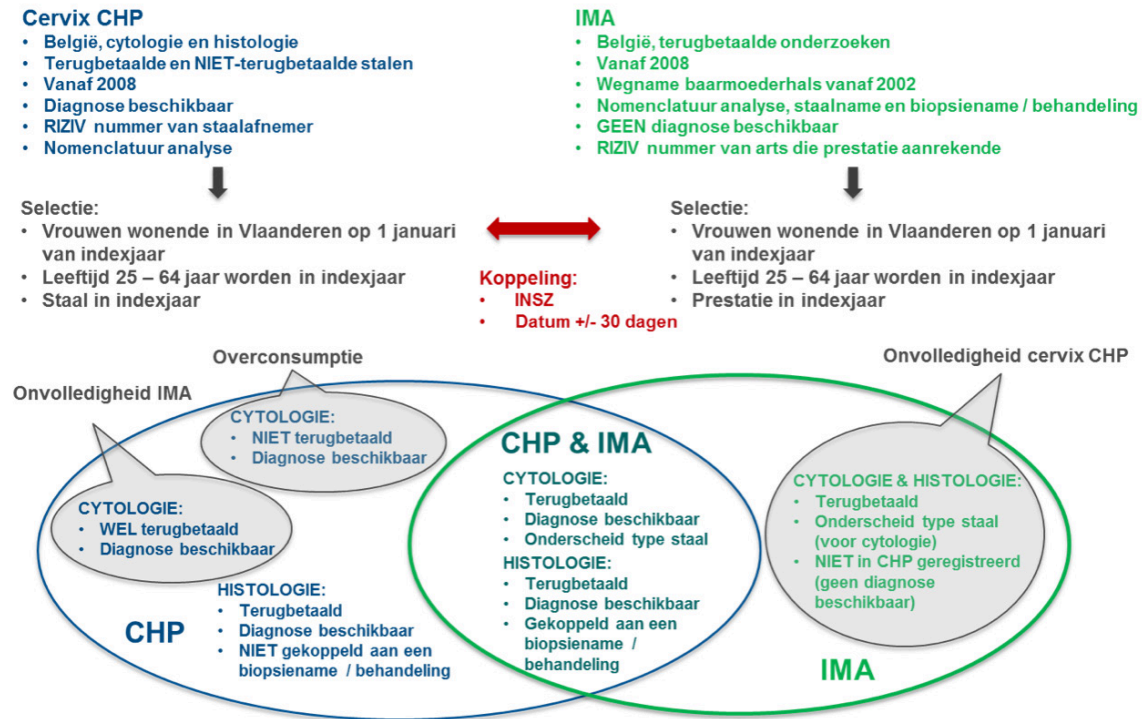 Cervix CHP
• België, cytologie en histologie
• Terugbetaalde en NIET-terugbetaalde stalen
• Vanaf 2008
• Diagnose beschikbaar
• RIZIV nummer van staalafnemer
• Nomenclatuur analyse
IMA
• België, terugbetaalde onderzoeken
• Vanaf 2008
• Wegname baarmoederhals vanaf 2002
• Nomenclatuur analyse, staalname en biopsiename / behandeling
• GEEN diagnose beschikbaar
• RIZIV nummer van arts die prestatie aanrekende
Selectie:
• Vrouwen wonende in Vlaanderen op 1 januari
van indexjaar
• Leeftijd 25 – 64 jaar worden in indexjaar
• Staal in indexjaar
Koppeling:
• INSZ
• Datum +/- 30 dagen
Selectie:
• Vrouwen wonende in Vlaanderen op 1 januari
van indexjaar
• Leeftijd 25 – 64 jaar worden in indexjaar
• Prestatie in indexjaar
Onvolledigheid IMA
Overconsumptie
Onvolledigheid cervix CHP
CYTOLOGIE:
• NIET terugbetaald
• Diagnose beschikbaar
CYTOLOGIE:
• WEL terugbetaald
• Diagnose beschikbaar
HISTOLOGIE:
• Terugbetaald
• Diagnose beschikbaar
• NIET gekoppeld aan een
biopsiename / behandeling
CHP
CHP & IMA
CYTOLOGIE:
• Terugbetaald
• Diagnose beschikbaar
• Onderscheid type staal
HISTOLOGIE:
• Terugbetaald
• Diagnose beschikbaar
• Gekoppeld aan een
biopsiename /
behandeling
CYTOLOGIE & HISTOLOGIE:
• Terugbetaald
• Onderscheid type staal
(voor cytologie)
• NIET in CHP geregistreerd
(geen diagnose
beschikbaar)
IMA